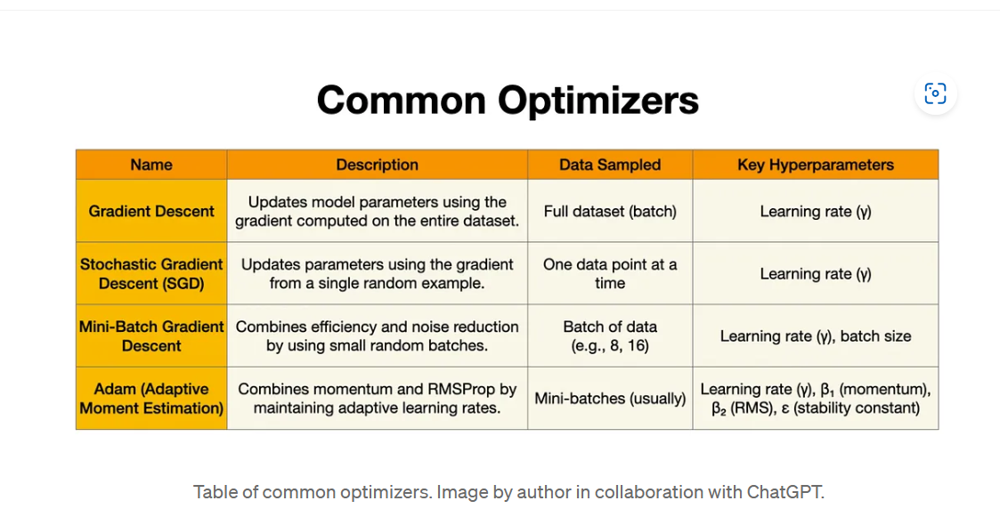 Common Optimizers
Name
Description
Data Sampled
Key Hyperparameters
Gradient Descent
Updates model parameters using the
gradient computed on the entire dataset.
Full dataset (batch)
Learning rate (γ)
Stochastic Gradient
Descent (SGD)
Updates parameters using the gradient
from a single random example.
One data point at a
time
Learning rate (γ)
Mini-Batch Gradient
Descent
Combines efficiency and noise reduction
by using small random batches.
Batch of data
(e.g., 8, 16)
Learning rate (γ), batch size
Adam (Adaptive
Moment Estimation)
Combines momentum and RMSProp by
maintaining adaptive learning rates.
Mini-batches (usually)
Learning rate (γ), β₁ (momentum),
β₂ (RMS), ε (stability constant)
Table of common optimizers. Image by author in collaboration with ChatGPT.